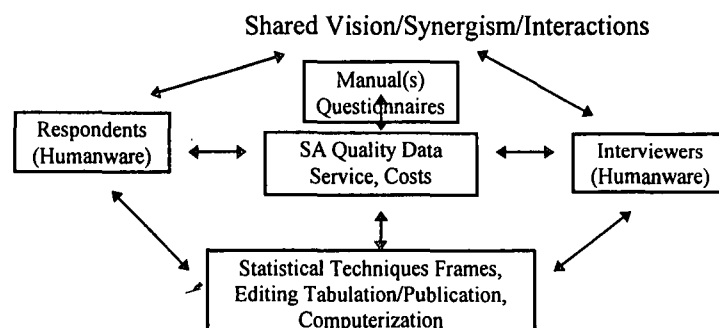 Shared Vision/Synergism/Interactions
Manual(s)
Questionnaires
Respondents
(Humanware)
SA Quality Data
Service, Costs
Interviewers
(Humanware)
Statistical Techniques Frames,
Editing Tabulation/Publication,
Computerization